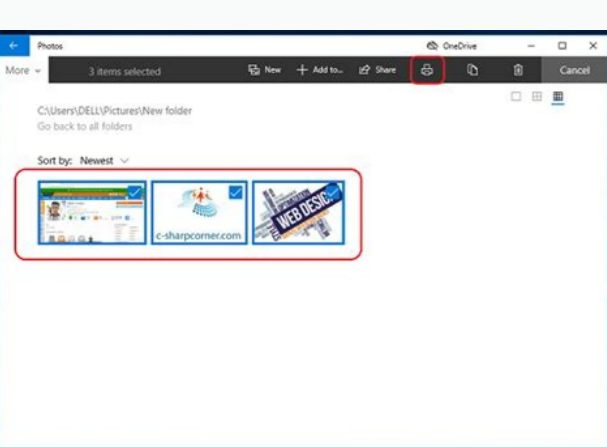 Photos
OneDrive
More
3 items selected
New
Add to...
Share
Cancel
C:\Users\DELL\Pictures\New folder
Go back to all folders
Sort by: Newest
c-sharpcorner.com
WEB DESIGN